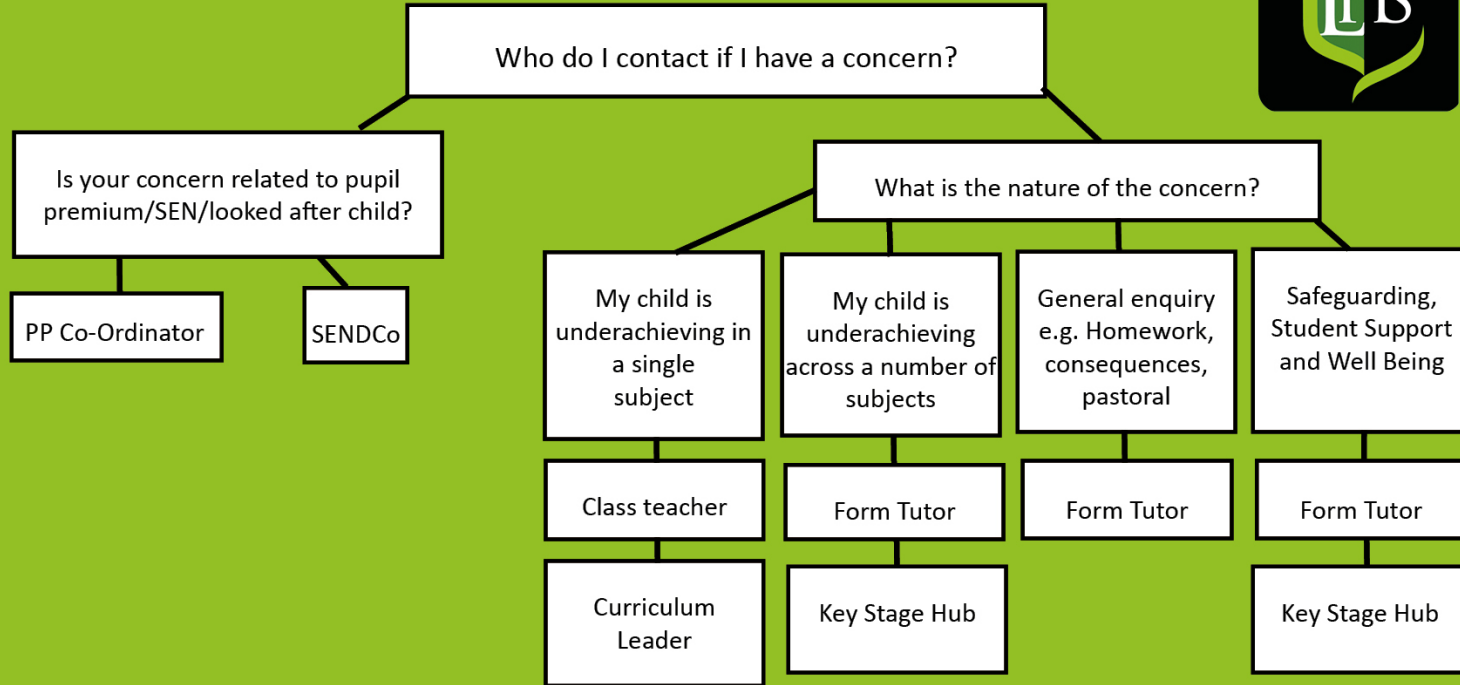 Who do I contact if I have a concern?
Is your concern related to pupil
premium/SEN/looked after child?
PP Co-Ordinator
SENDCo
What is the nature of the concern?
My child is
underachieving in
a single
subject
Class teacher
Curriculum
Leader
My child is
underachieving
across a number of
subjects
Form Tutor
Key Stage Hub
General enquiry
e.g. Homework,
consequences,
pastoral
Form Tutor
Safeguarding,
Student Support
and Well Being
Form Tutor
Key Stage Hub